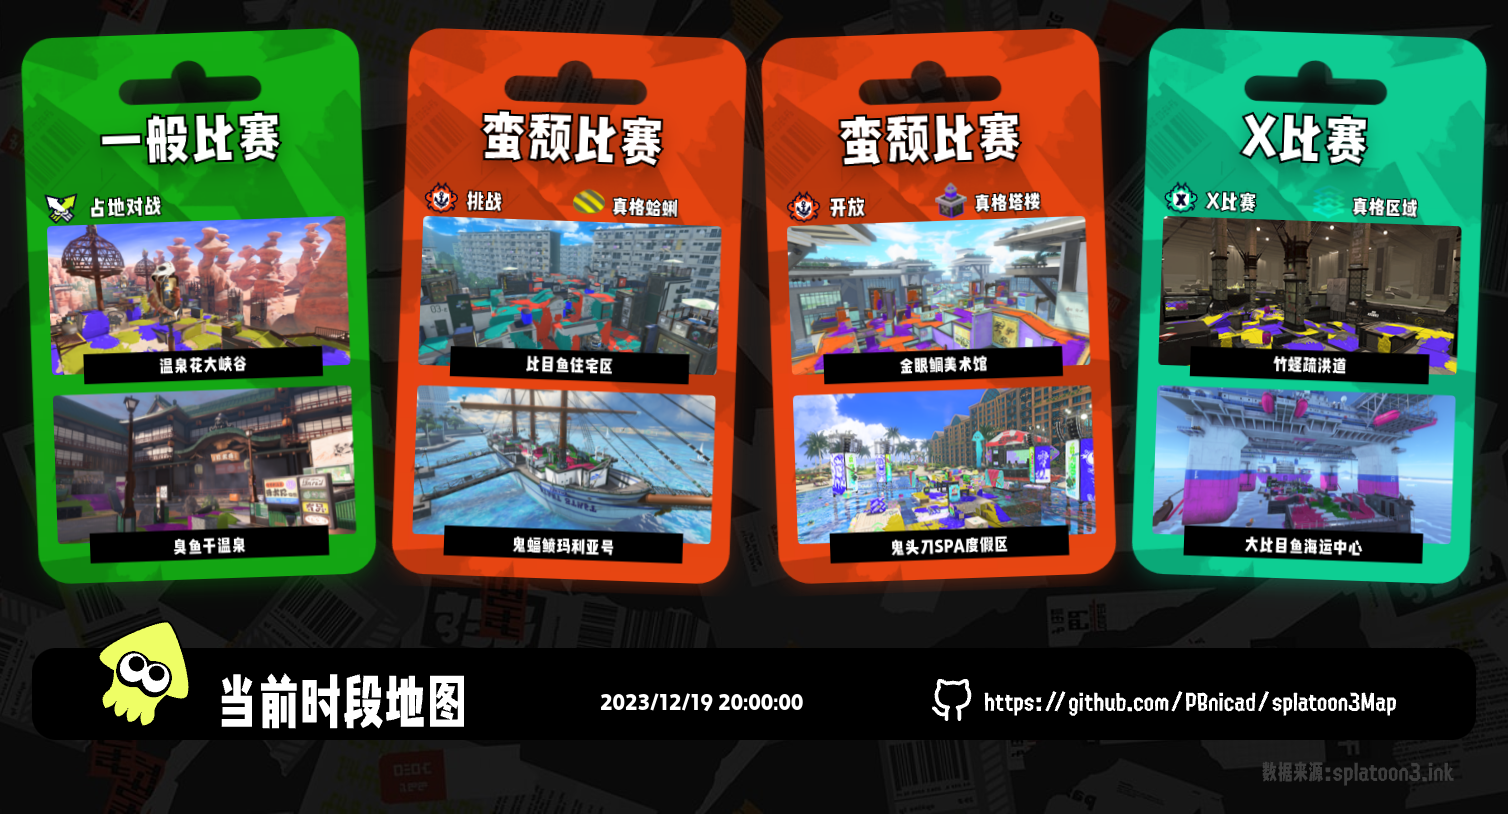 一般比赛
占地对战
温泉花大峡谷
臭鱼干温泉
蛮颓比赛
挑战
真格蛤蜊
比目鱼住宅区
鬼蝠鲼玛利亚号
蛮颓比赛
开放
真格塔楼
金眼鲷美术馆
鬼头刀SPA度假区
X比赛
X比赛
真格区域
竹蛏疏洪道
大比目鱼海运中心
当前时段地图
2023/12/19 20:00:00
https://github.com/PBnicad/splatoon3Map
数据来源:splatoon3.ink